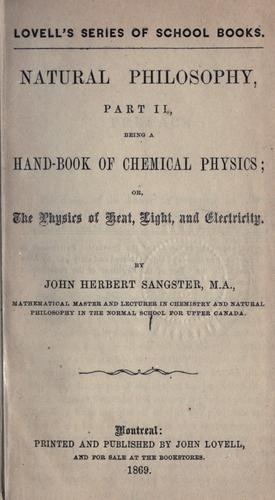 LOVELL'S SERIES OF SCHOOL BOOKS.
NATURAL PHILOSOPHY,
PART II,
BEING A
HAND-BOOK OF CHEMICAL PHYSICS;
OR,
The Physics of Heat, Light, and Electricity.
BY
JOHN HERBERT SANGSTER, M.A.,
MATHEMATICAL MASTER AND LECTURER IN CHEMISTRY AND NATURAL
PHILOSOPHY IN THE NORMAL SCHOOL FOR UPPER CANADA.
Montreal:
PRINTED AND PUBLISHED BY JOHN LOVELL,
AND FOR SALE AT THE BOOKSTORES.
1869.